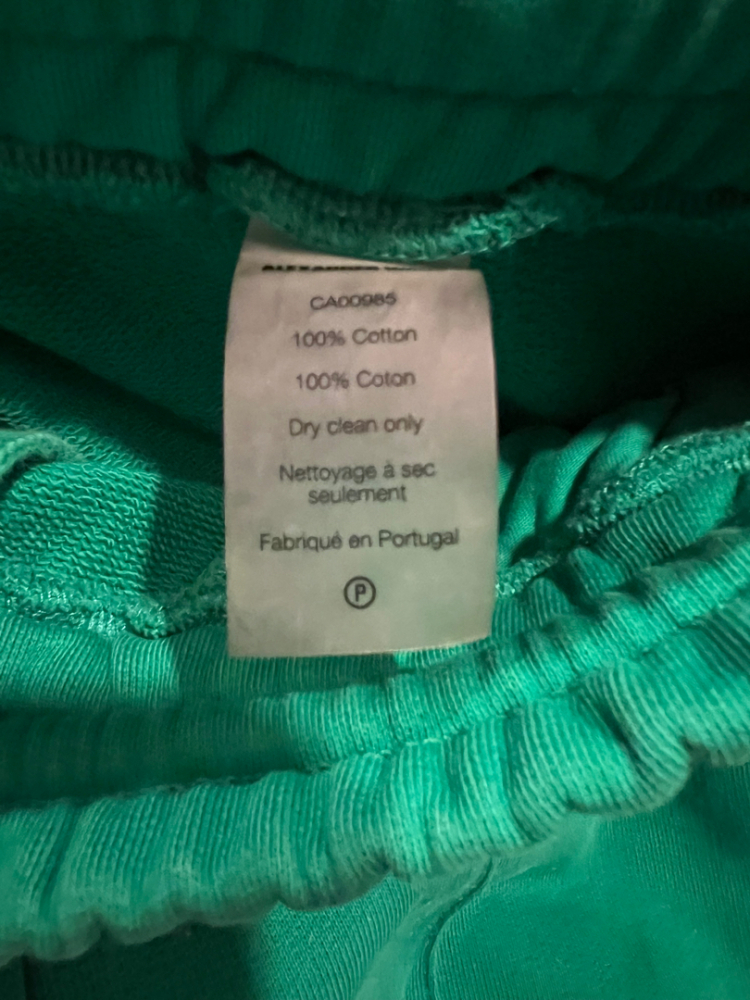 CA00985
100% Cotton
100% Coton
Dry clean only
Nettoyage à sec
seulement
Fabriqué en Portugal
P